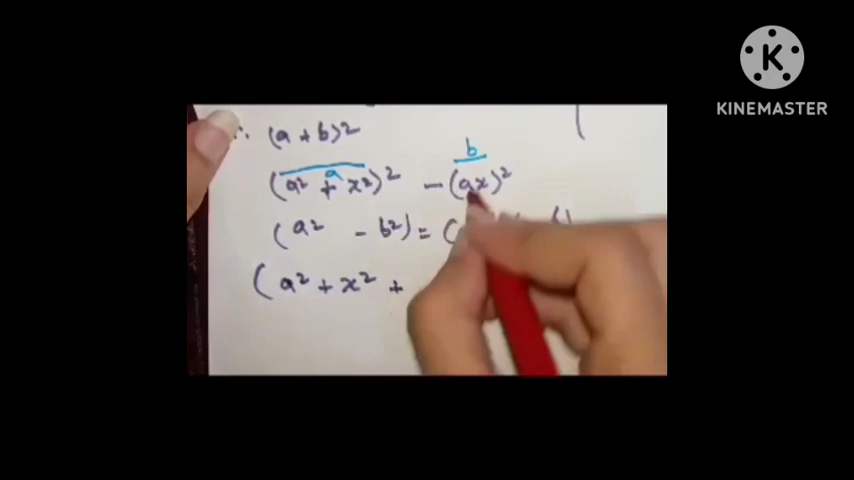 ∴ (a + b)²
b
a
(a² + x²)² - (ax)²
(a² - b²) = (
(a² + x² +
K
KINEMASTER